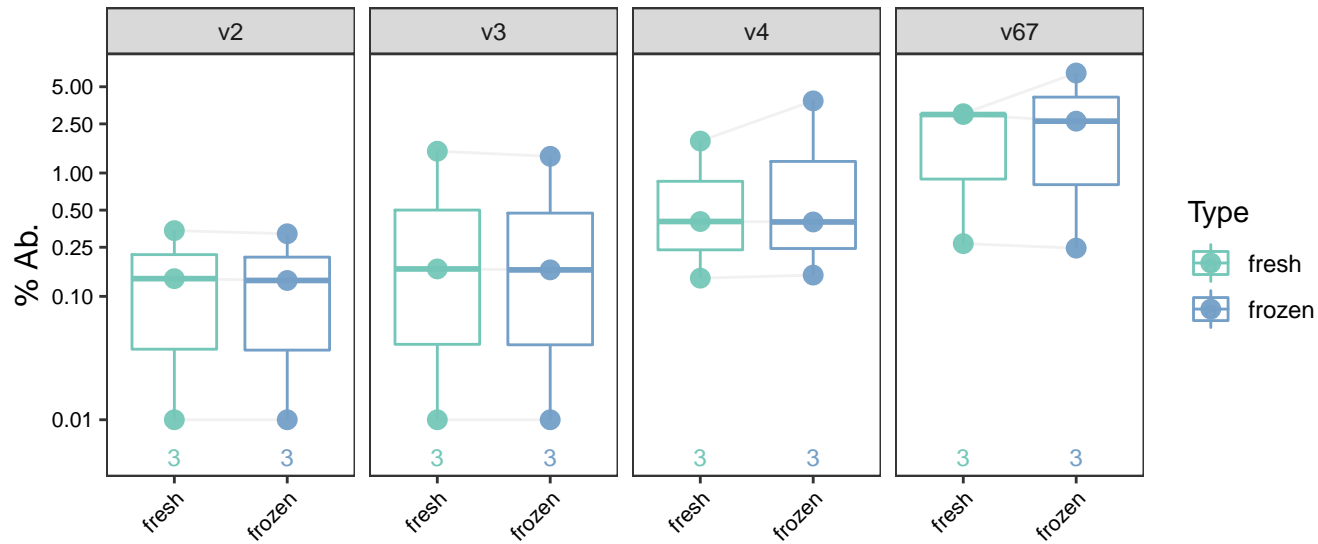 v2 v3 v4 v67
% Ab.
5.00
2.50
1.00
0.50
0.25
0.10
0.01
3 3 3 3 3 3 3 3
fresh frozen fresh frozen fresh frozen fresh frozen
Type
fresh
frozen